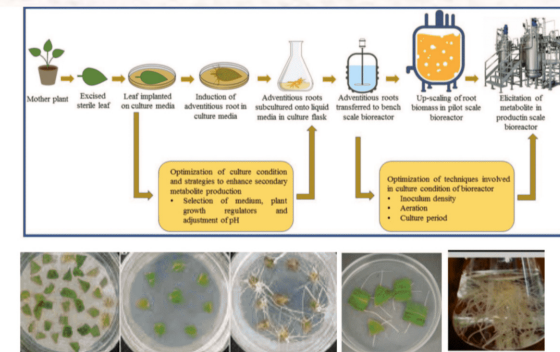 Mother plant
Excised
sterile leaf
Leaf implanted
on culture media
Induction of
adventitious root in
culture media
Adventitious roots
subcultured onto liquid
media in culture flask
Adventitious roots
transferred to bench
scale bioreactor
Up-scaling of root
biomass in pilot scale
bioreactor
Elicitation of
metabolite in
productin scale
bioreactor
Optimization of culture condition
and strategies to enhance secondary
metabolite production
• Selection of medium, plant
growth regulators and
adjustment of pH
Optimization of techniques involved
in culture condition of bioreactor
• Inoculum density
• Aeration
• Culture period